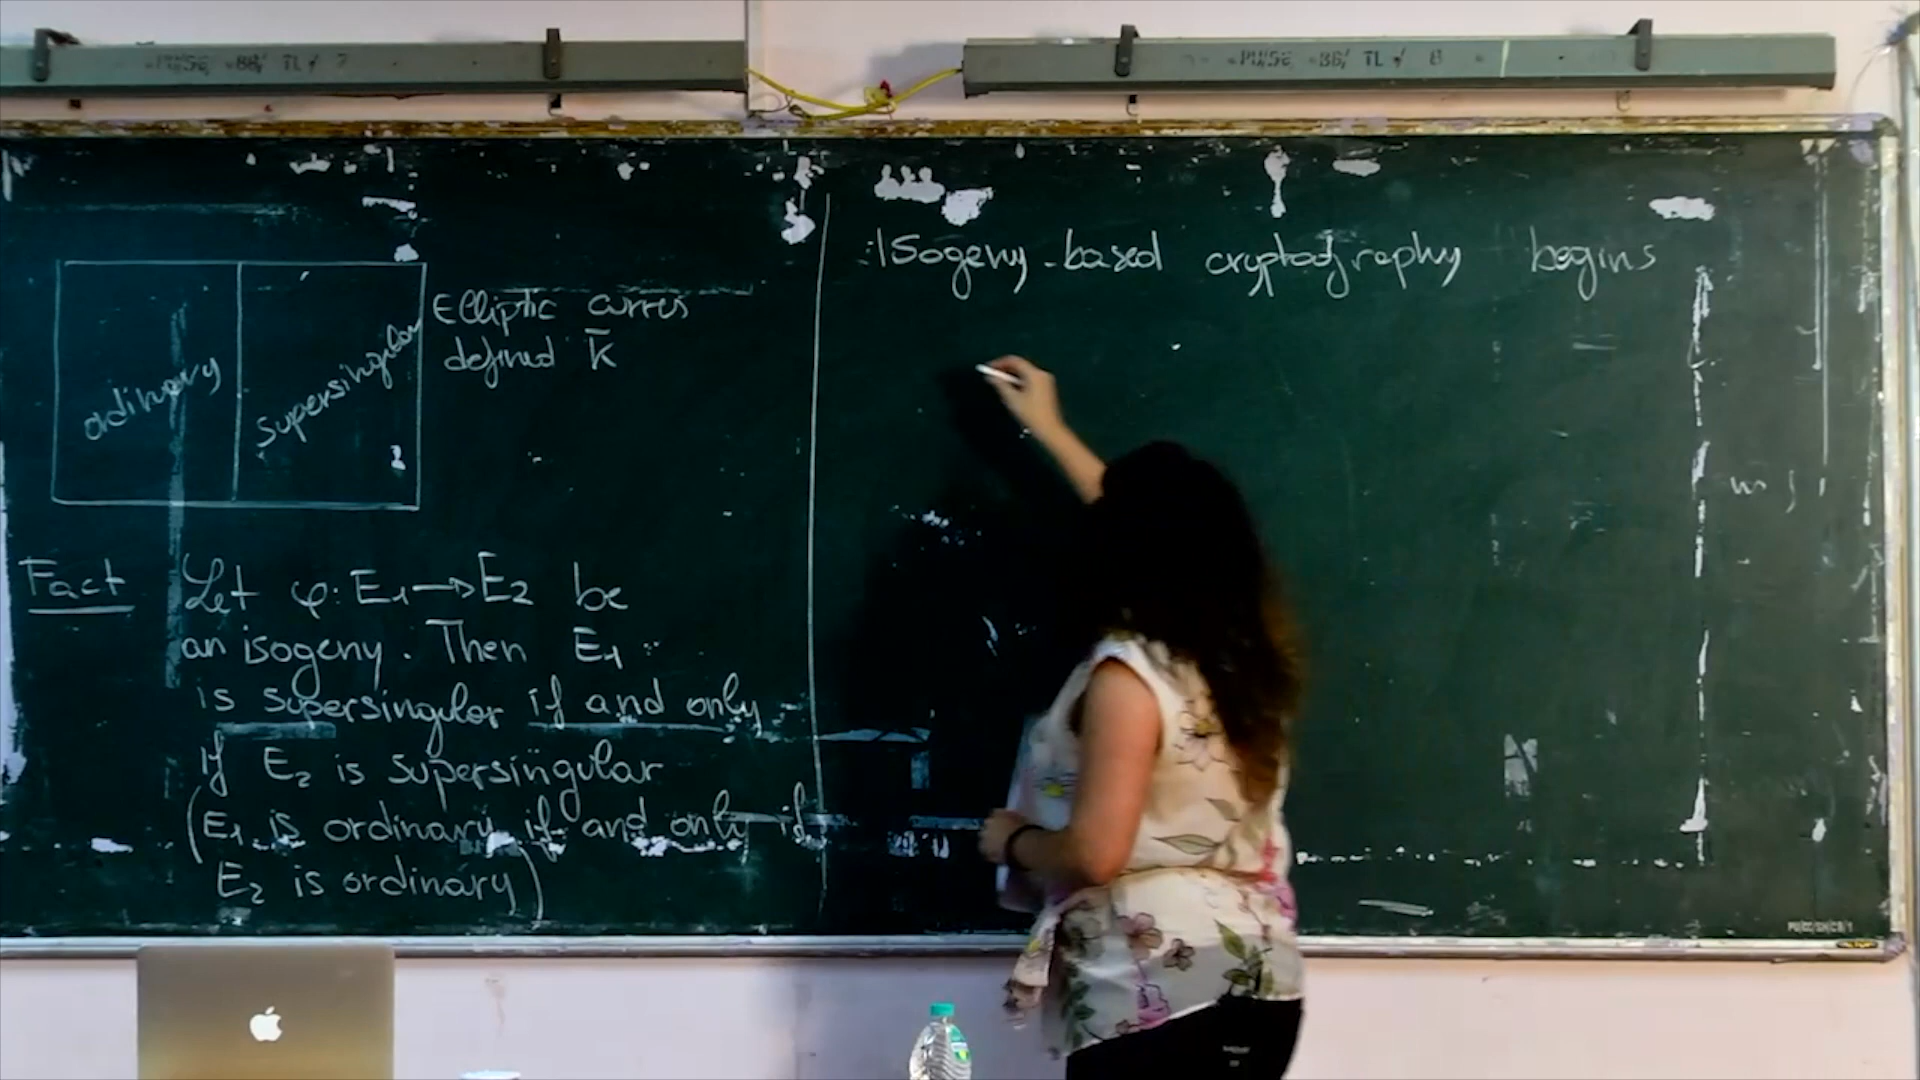 ordinary
supersingular
Elliptic curves
defined k̄
Fact Let φ: E₁ → E₂ be
an isogeny. Then E₁
is supersingular if and only
if E₂ is supersingular
(E₁ is ordinary if and only if
E₂ is ordinary)
Isogeny-based cryptography begins